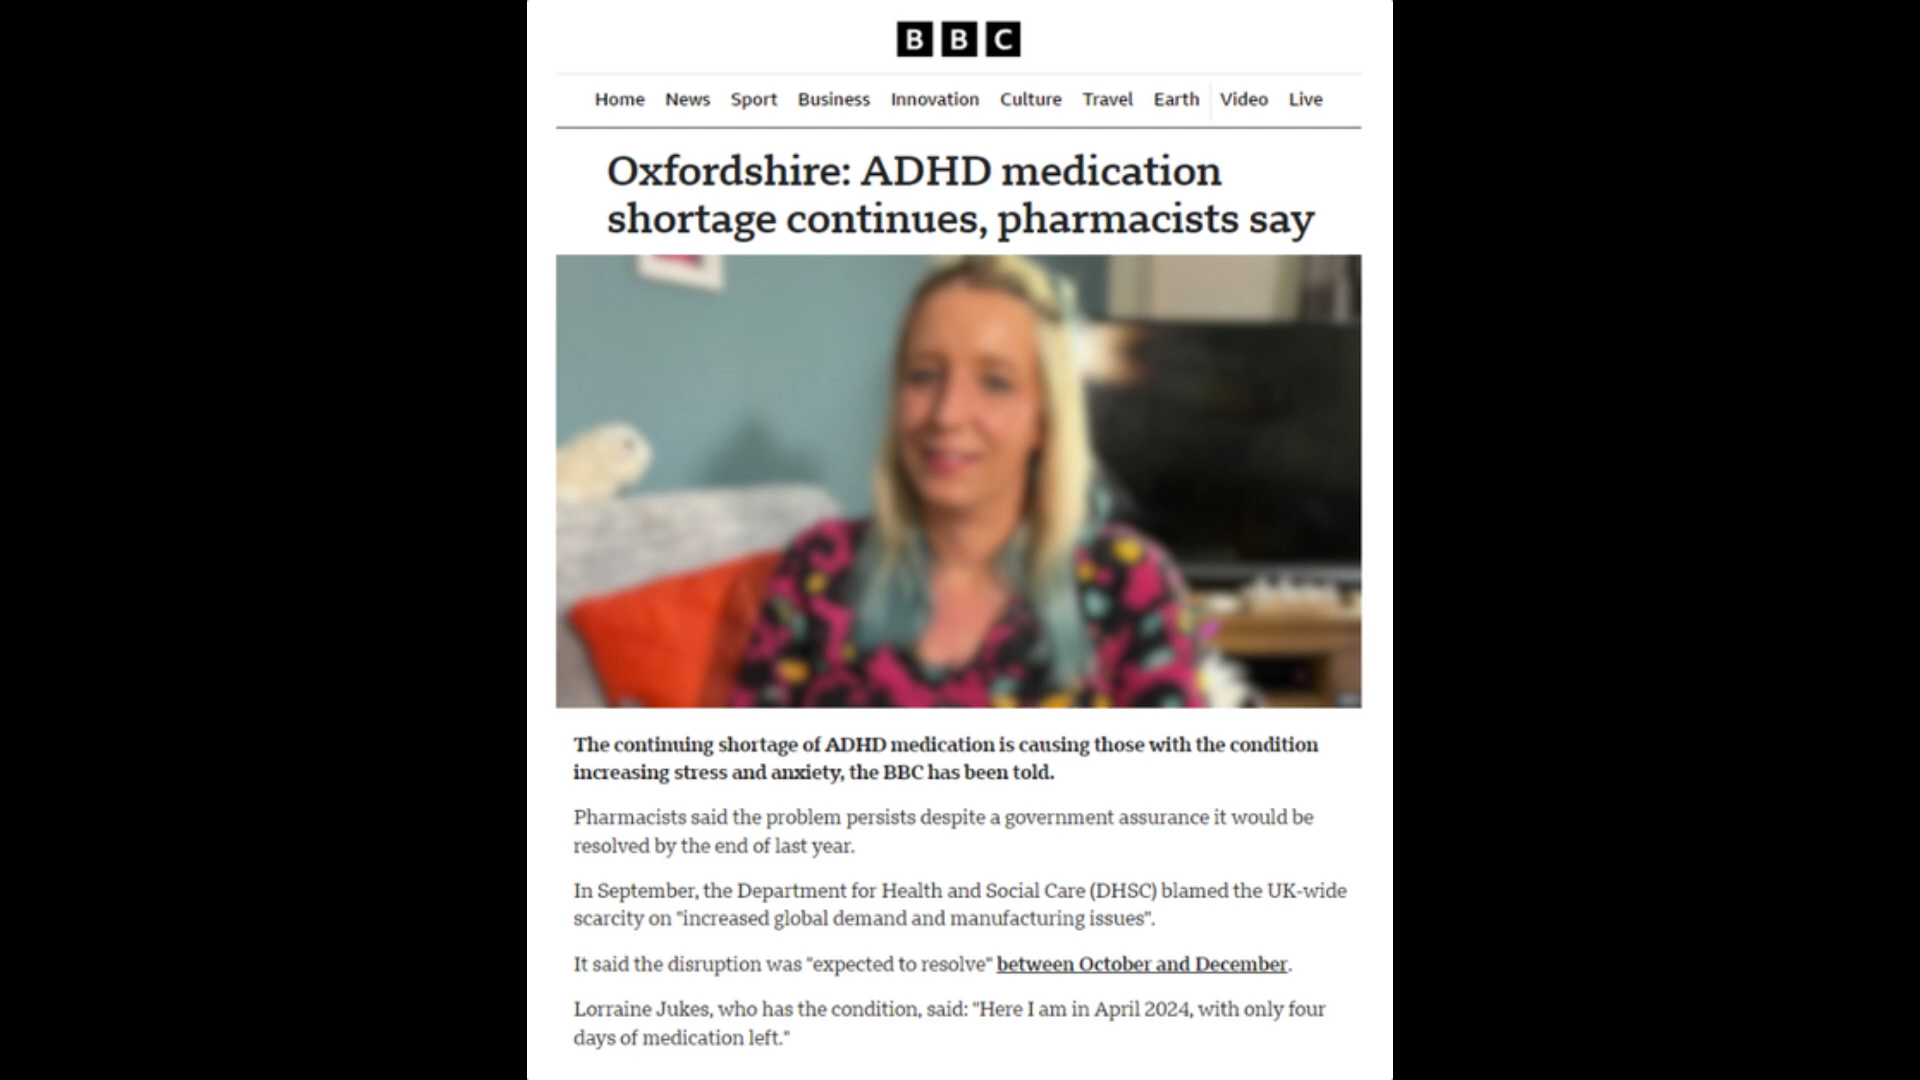 BBC
Home News Sport Business Innovation Culture Travel Earth Video Live
Oxfordshire: ADHD medication
shortage continues, pharmacists say
The continuing shortage of ADHD medication is causing those with the condition
increasing stress and anxiety, the BBC has been told.
Pharmacists said the problem persists despite a government assurance it would be
resolved by the end of last year.
In September, the Department for Health and Social Care (DHSC) blamed the UK-wide
scarcity on "increased global demand and manufacturing issues".
It said the disruption was "expected to resolve" between October and December.
Lorraine Jukes, who has the condition, said: "Here I am in April 2024, with only four
days of medication left."